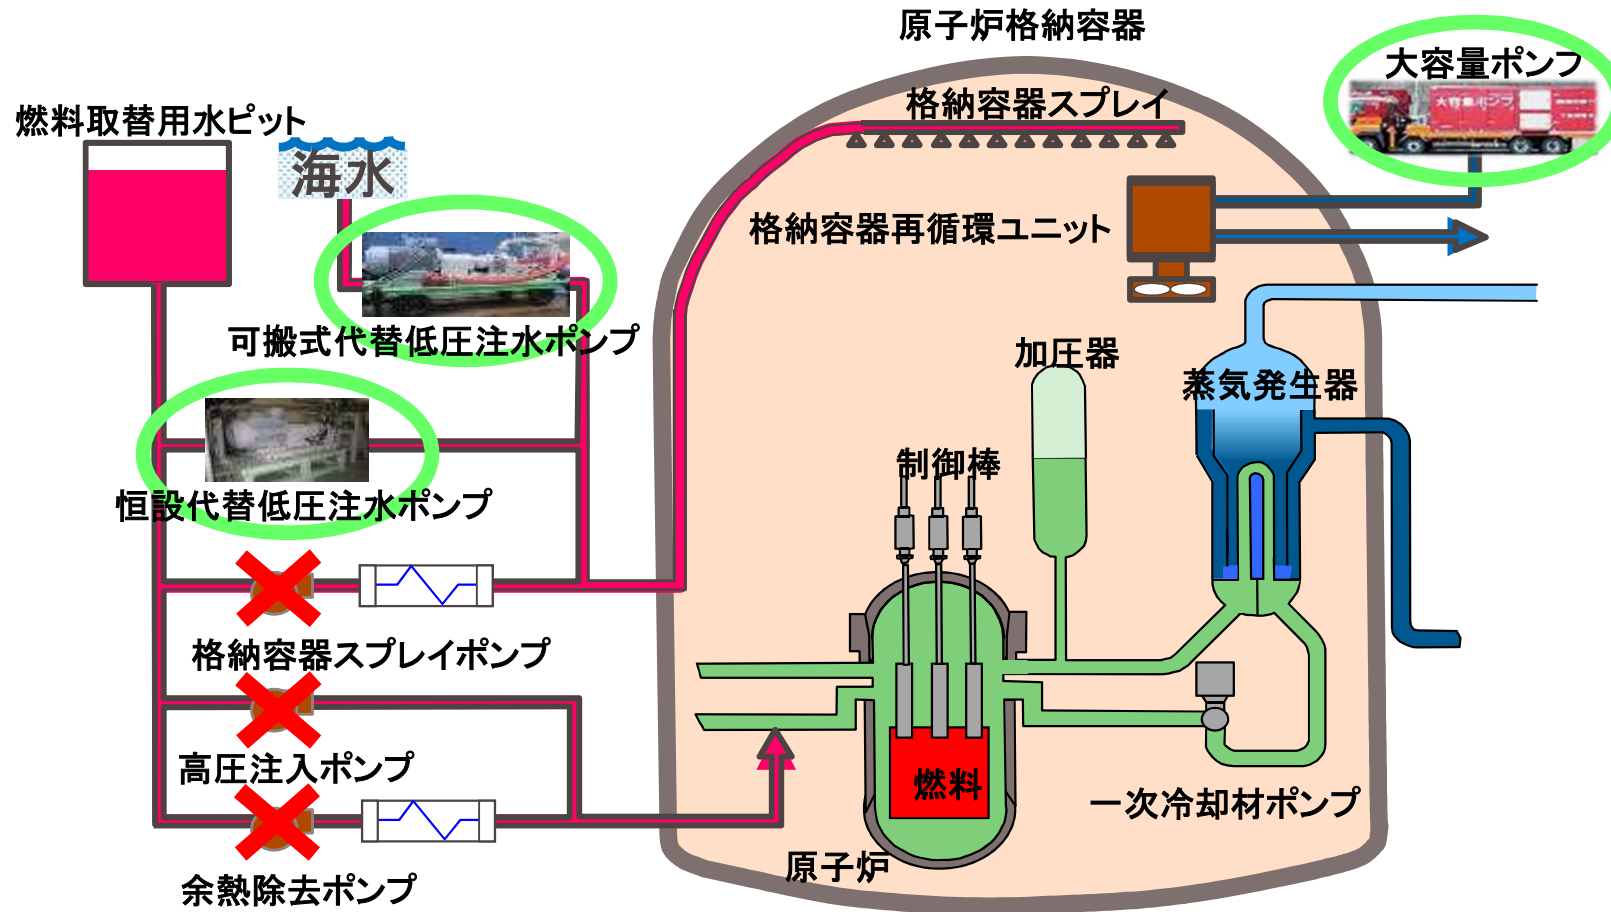 原子炉格納容器
大容量ポンプ
大容量ポンプ
格納容器スプレイ
燃料取替用水ピット
海水
格納容器再循環ユニット
可搬式代替低圧注水ポンプ
加圧器
蒸気発生器
制御棒
恒設代替低圧注水ポンプ
格納容器スプレイポンプ
高圧注入ポンプ
燃料
一次冷却材ポンプ
原子炉
余熱除去ポンプ